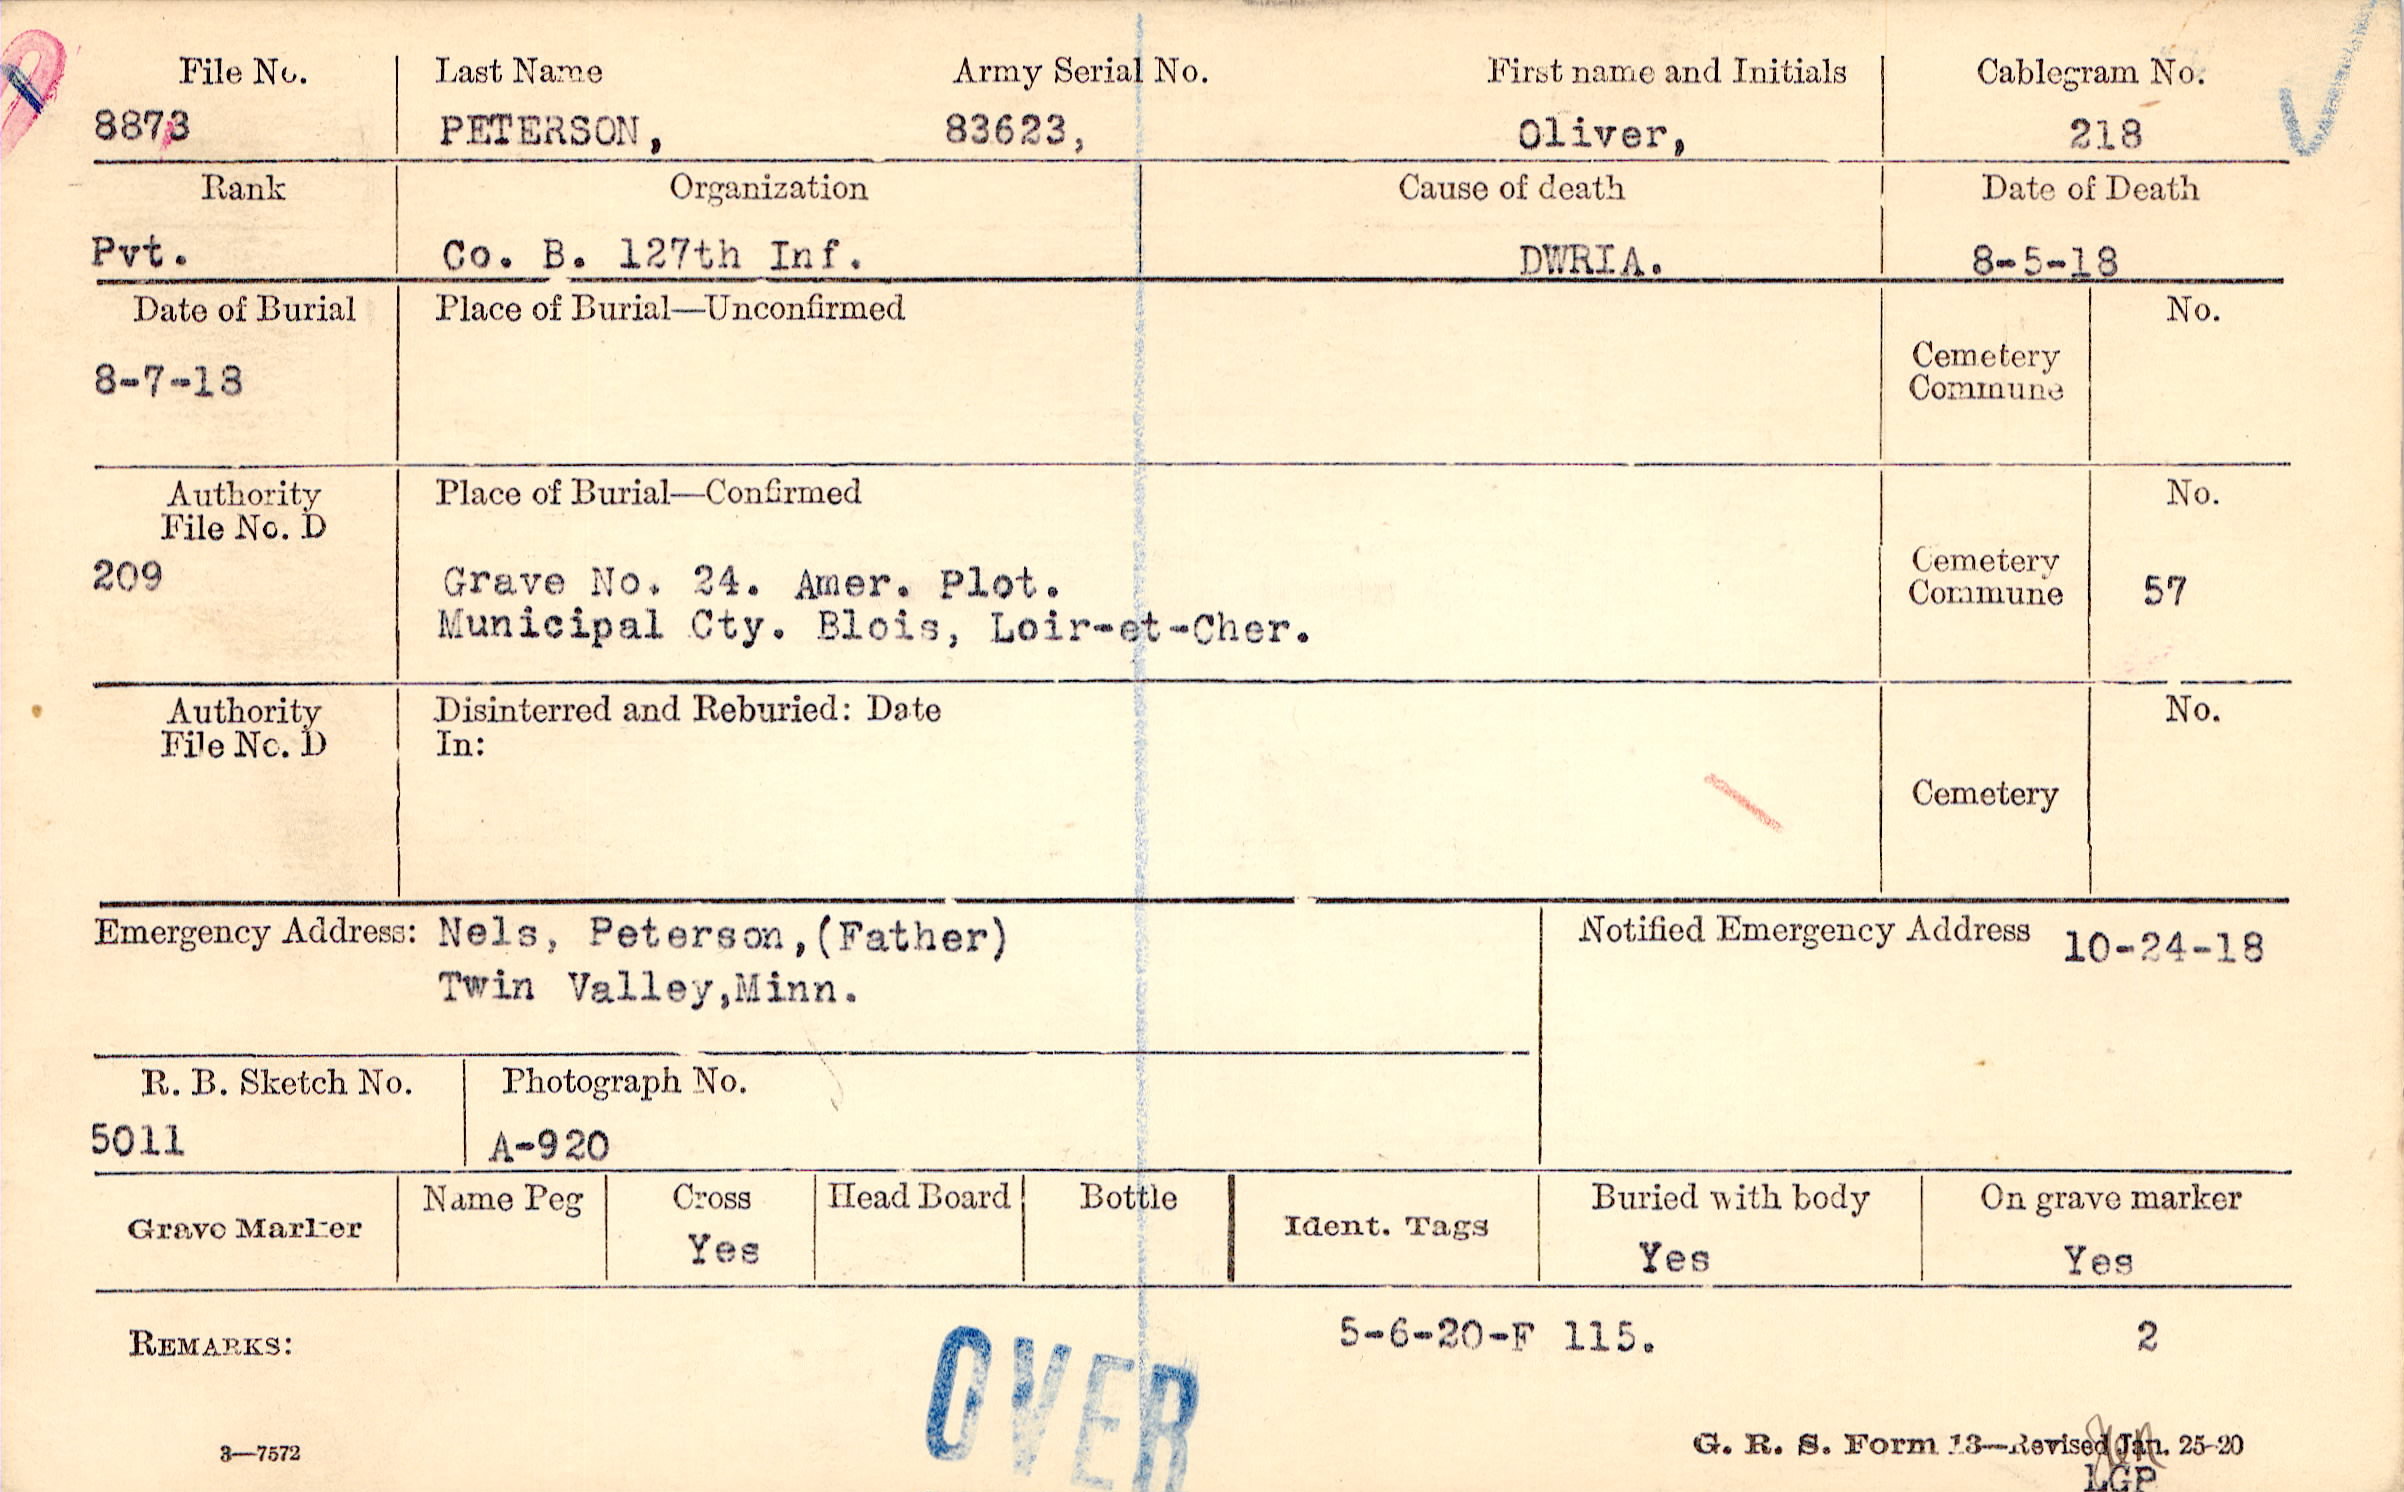 File No. Last Name Army Serial No. First name and Initials Cablegram No.
8873 PETERSON, 83623, Oliver, 218
Rank Organization Cause of death Date of Death
Pvt. Co. B. 127th Inf. DWRIA. 8-5-18
Date of Burial Place of Burial—Unconfirmed No.
Cemetery
Commune
8-7-18
Authority Place of Burial—Confirmed No.
File No. D
209 Grave No. 24. Amer. Plot. Cemetery
Commune 57
Municipal Cty. Blois, Loir-et-Cher.
Authority Disinterred and Reburied: Date No.
File No. D In:
Cemetery
Emergency Address: Nels, Peterson,(Father) Notified Emergency Address 10-24-18
Twin Valley,Minn.
R. B. Sketch No. Photograph No.
5011 A-920
Grave Marker Name Peg Cross Head Board Bottle Ident. Tags Buried with body On grave marker
Yes Yes Yes
REMARKS: 5-6-20-F 115. 2
OVER
3—7572 G. R. S. Form 13—Revised Jan. 25-20
LGP